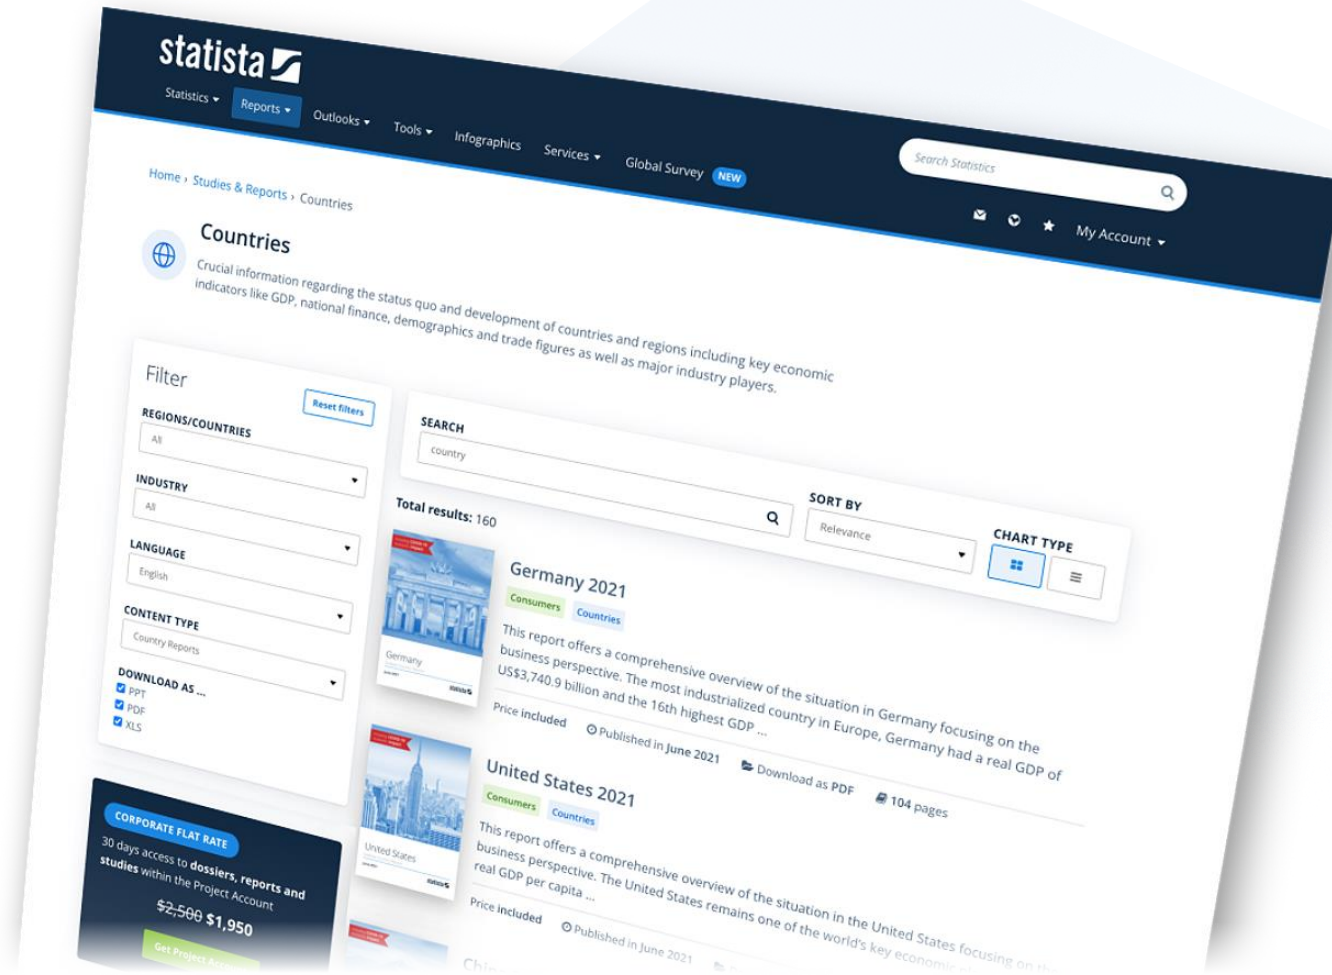 statista
Statistics
Reports
Outlooks
Tools
Infographics
Services
Global Survey NEW
Search Statistics
My Account
Home › Studies & Reports › Countries
Countries
Crucial information regarding the status quo and development of countries and regions including key economic
indicators like GDP, national finance, demographics and trade figures as well as major industry players.
Filter
Reset filters
REGIONS/COUNTRIES
All
INDUSTRY
All
LANGUAGE
English
CONTENT TYPE
Country Reports
DOWNLOAD AS ...
PPT
PDF
XLS
CORPORATE FLAT RATE
30 days access to dossiers, reports and
studies within the Project Account
$2,500 $1,950
Get Project
SEARCH
country
SORT BY
Relevance
CHART TYPE
Total results: 160
Germany
statista
Germany 2021
Consumers Countries
This report offers a comprehensive overview of the situation in Germany focusing on the
business perspective. The most industrialized country in Europe, Germany had a real GDP of
US$3,740.9 billion and the 16th highest GDP ...
Price included Published in June 2021 Download as PDF 104 pages
United States
statista
United States 2021
Consumers Countries
This report offers a comprehensive overview of the situation in the United States focusing on the
business perspective. The United States remains one of the world's key economic
real GDP per capita ...
Price included Published in June 2021